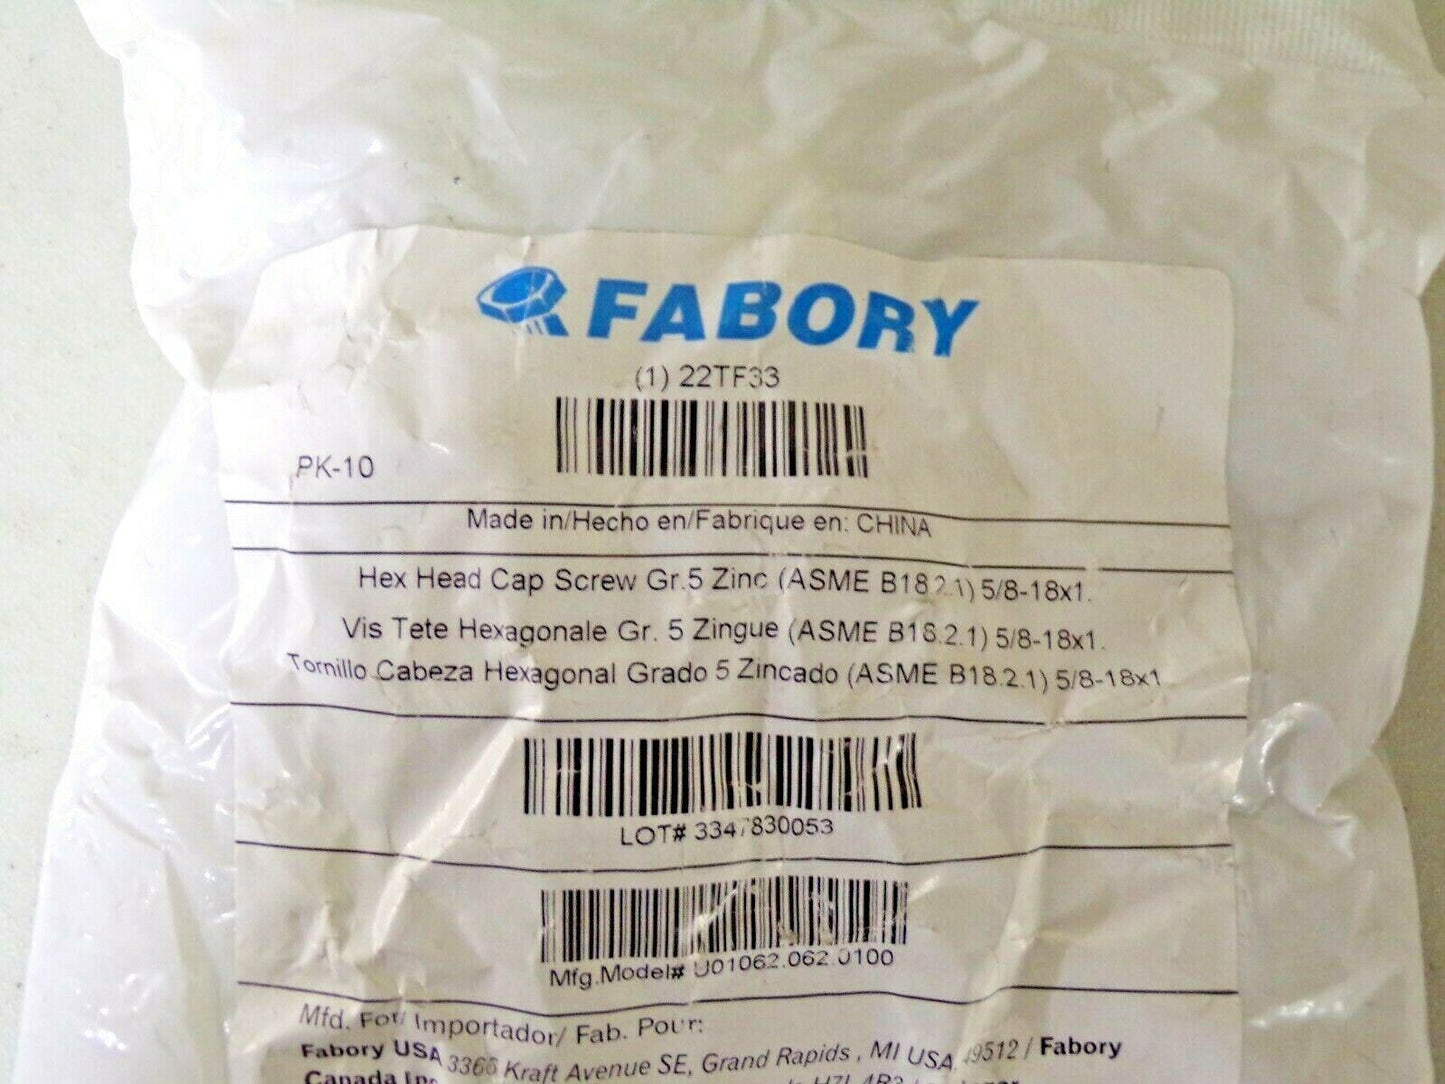 FABORY
(1) 22TF33
PK-10
Made in/Hecho en/Fabrique en: CHINA
Hex Head Cap Screw Gr.5 Zinc (ASME B18.2.1) 5/8-18x1.
Vis Tete Hexagonale Gr. 5 Zingue (ASME B18.2.1) 5/8-18x1.
Tornillo Cabeza Hexagonal Grado 5 Zincado (ASME B18.2.1) 5/8-18x1
LOT# 3347830053
Mfg.Model# U01062.062.0100
Mfd. For/ Importador/ Fab. Pour:
Fabory USA 3366 Kraft Avenue SE, Grand Rapids, MI USA 49512 / Fabory
Canada Inc